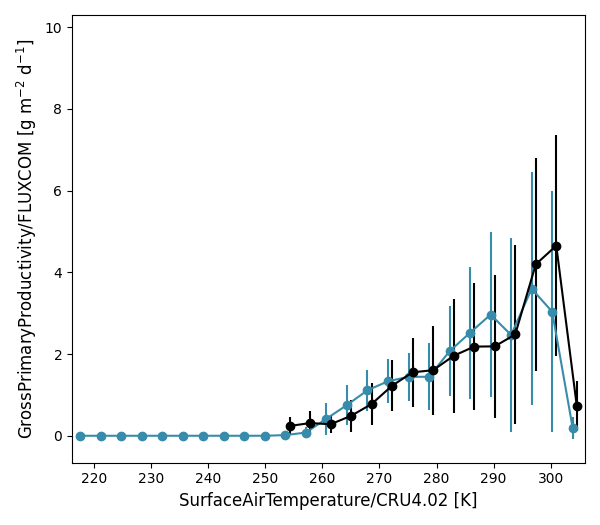 10
8
6
4
2
0
GrossPrimaryProductivity/FLUXCOM [g m⁻² d⁻¹]
220 230 240 250 260 270 280 290 300
SurfaceAirTemperature/CRU4.02 [K]